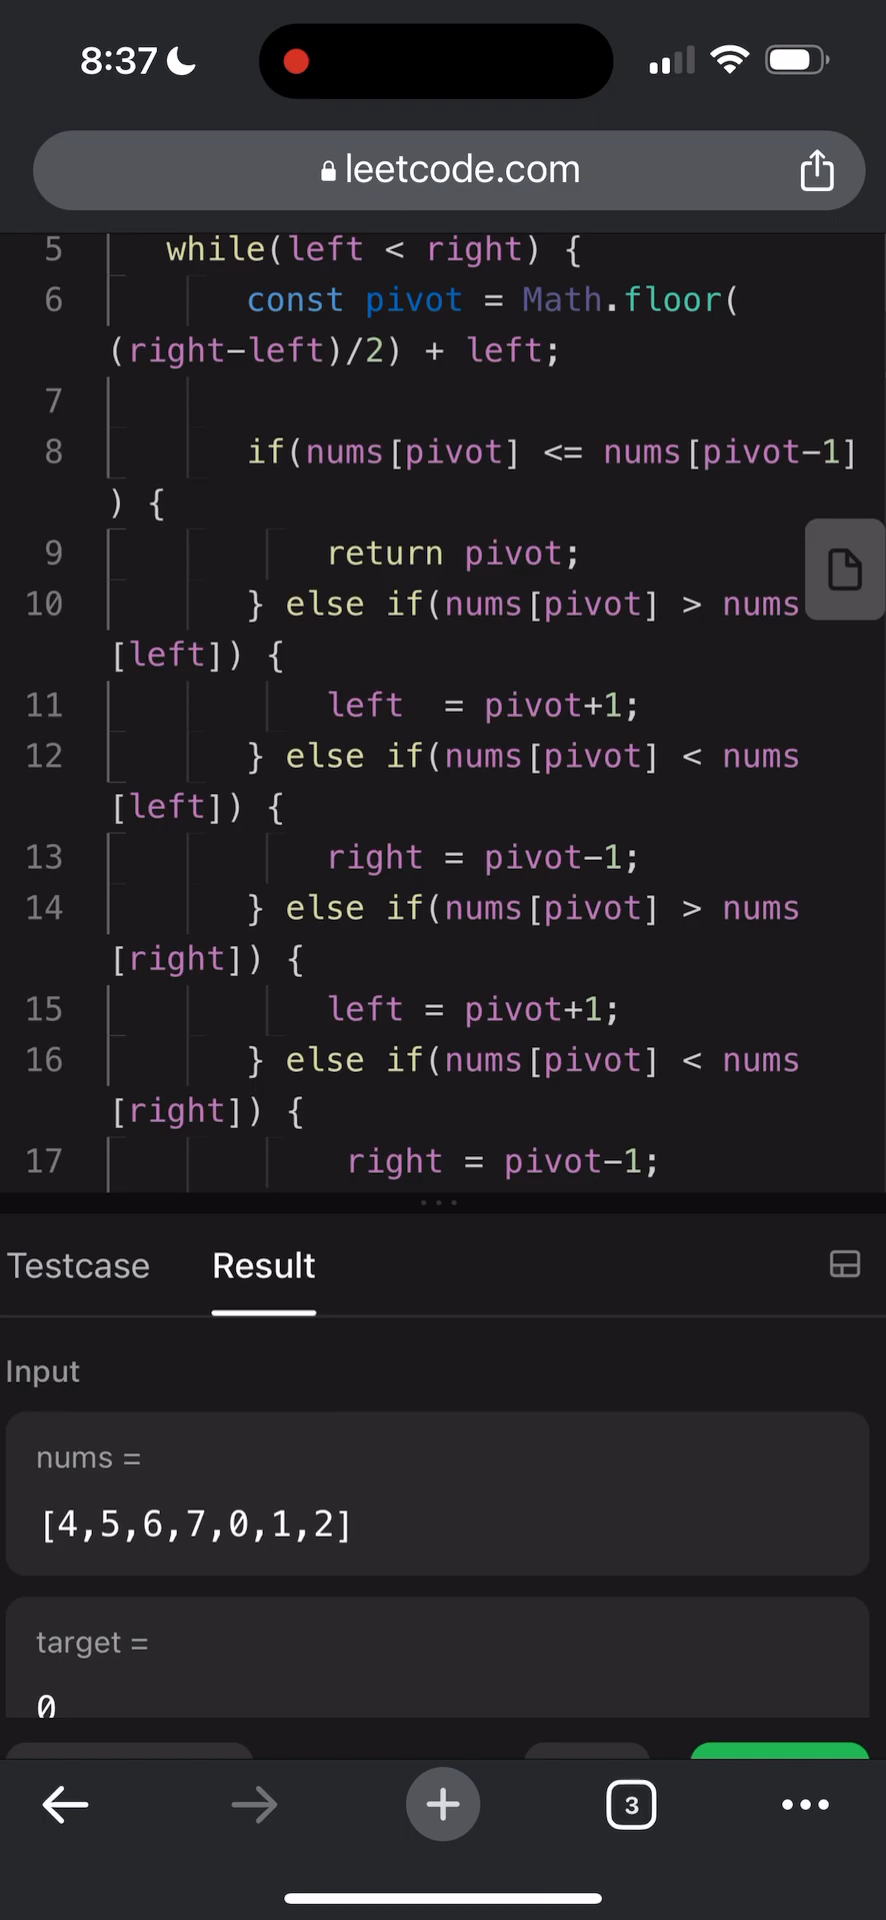 8:37
leetcode.com
5 while(left < right) {
6 const pivot = Math.floor(
(right-left)/2) + left;
7
8 if(nums[pivot] <= nums[pivot-1]
) {
9 return pivot;
10 } else if(nums[pivot] > nums
[left]) {
11 left  = pivot+1;
12 } else if(nums[pivot] < nums
[left]) {
13 right = pivot-1;
14 } else if(nums[pivot] > nums
[right]) {
15 left = pivot+1;
16 } else if(nums[pivot] < nums
[right]) {
17 right = pivot-1;
Testcase Result
Input
nums =
[4,5,6,7,0,1,2]
target =
0
3